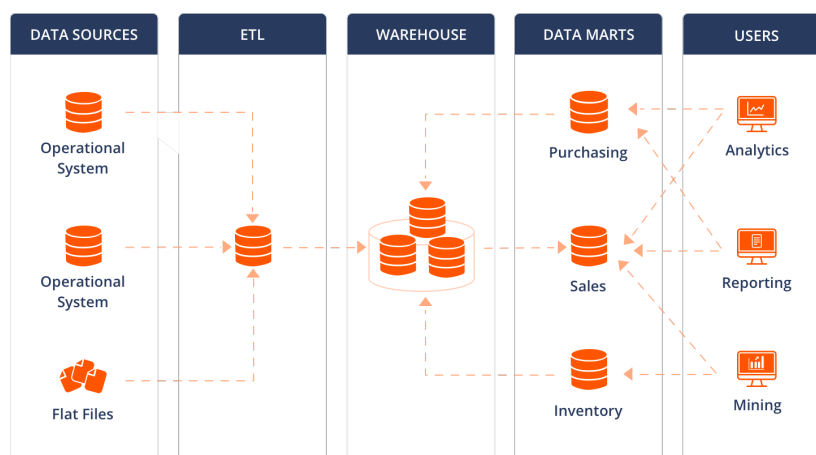 DATA SOURCES
ETL
WAREHOUSE
DATA MARTS
USERS
Operational
System
Purchasing
Analytics
Operational
System
Sales
Reporting
Flat Files
Inventory
Mining